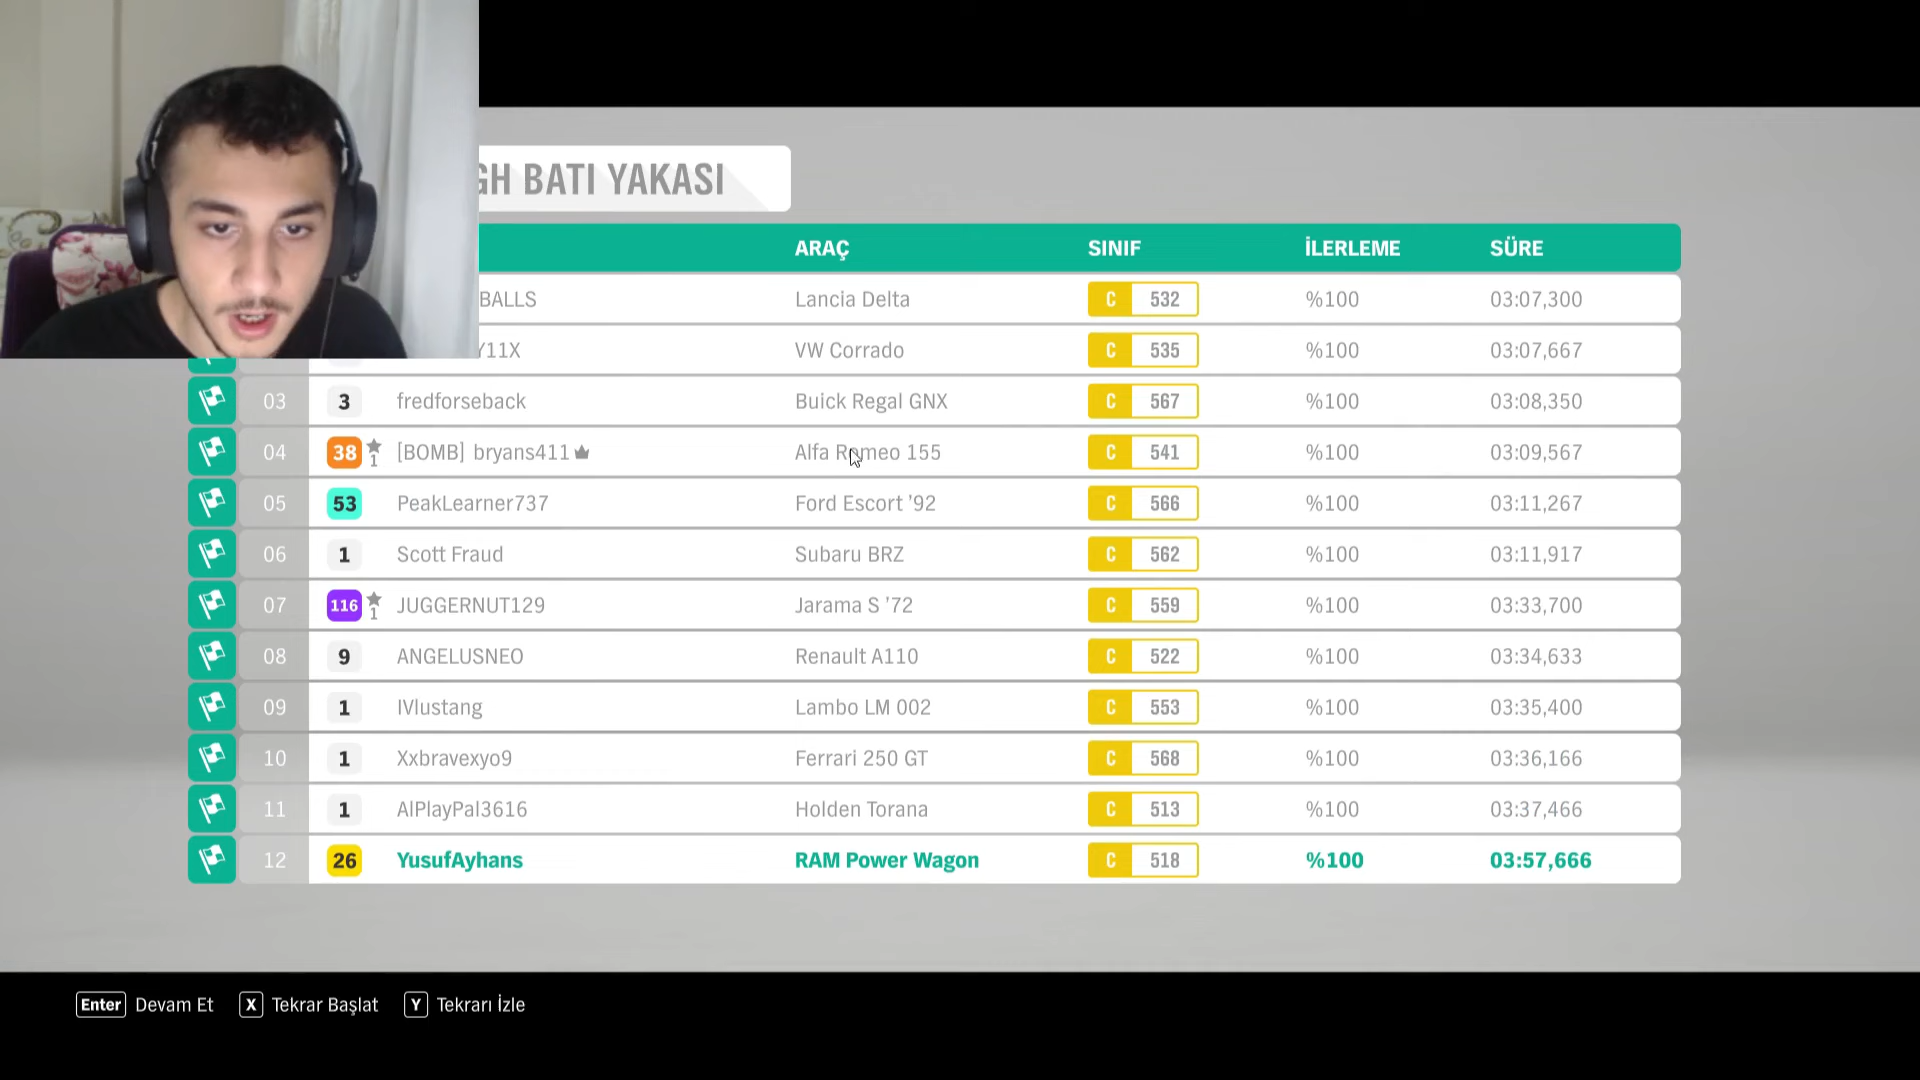 BATI YAKASI
ARAÇ SINIF İLERLEME SÜRE
BALLS Lancia Delta C 532 %100 03:07,300
Y11X VW Corrado C 535 %100 03:07,667
03 3 fredforseback Buick Regal GNX C 567 %100 03:08,350
04 38 1 [BOMB] bryans411 Alfa Romeo 155 C 541 %100 03:09,567
05 53 PeakLearner737 Ford Escort '92 C 566 %100 03:11,267
06 1 Scott Fraud Subaru BRZ C 562 %100 03:11,917
07 116 1 JUGGERNUT129 Jarama S '72 C 559 %100 03:33,700
08 9 ANGELUSNEO Renault A110 C 522 %100 03:34,633
09 1 IVlustang Lambo LM 002 C 553 %100 03:35,400
10 1 Xxbravexyo9 Ferrari 250 GT C 568 %100 03:36,166
11 1 AlPlayPal3616 Holden Torana C 513 %100 03:37,466
12 26 YusufAyhans RAM Power Wagon C 518 %100 03:57,666
Enter Devam Et X Tekrar Başlat Y Tekrarı İzle